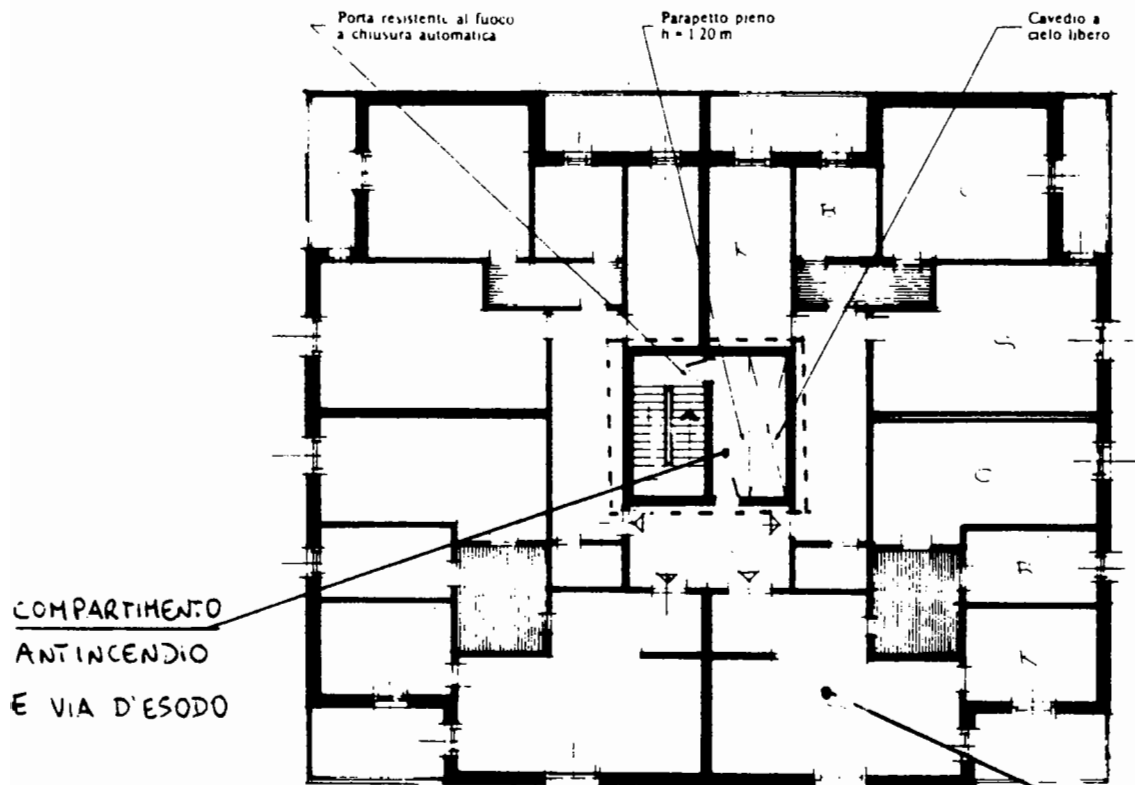 Porta resistente al fuoco
a chiusura automatica
Parapetto pieno
h = 1.20 m
Cavedio a
cielo libero
B
C
K
S
C
B
K
COMPARTIMENTO
ANTINCENDIO
E VIA D'ESODO